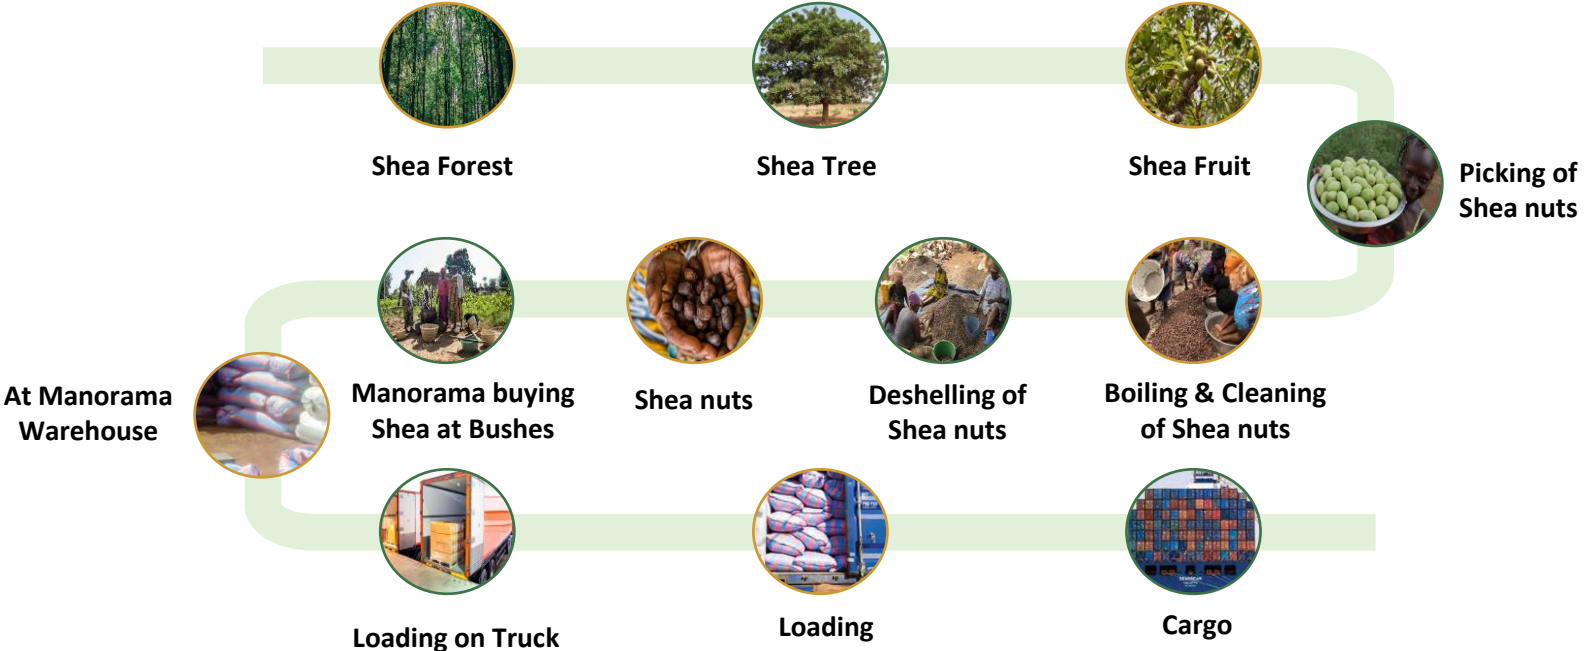 Shea Forest
Shea Tree
Shea Fruit
Picking of
Shea nuts
Boiling & Cleaning
of Shea nuts
Deshelling of
Shea nuts
Shea nuts
Manorama buying
Shea at Bushes
At Manorama
Warehouse
Loading on Truck
Loading
Cargo